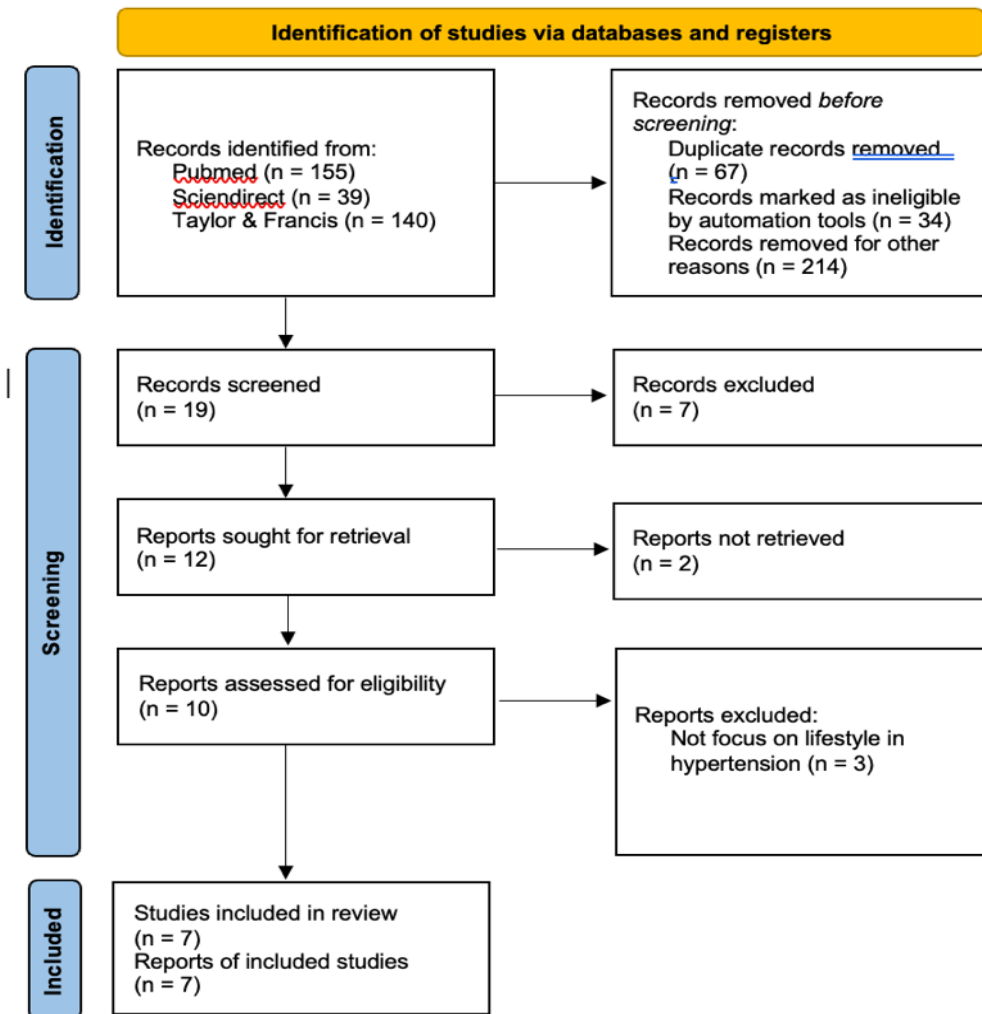 Identification of studies via databases and registers
Identification
Records identified from:
Pubmed (n = 155)
Sciendirect (n = 39)
Taylor & Francis (n = 140)
Records removed before
screening:
Duplicate records removed
(n = 67)
Records marked as ineligible
by automation tools (n = 34)
Records removed for other
reasons (n = 214)
Screening
Records screened
(n = 19)
Records excluded
(n = 7)
Reports sought for retrieval
(n = 12)
Reports not retrieved
(n = 2)
Reports assessed for eligibility
(n = 10)
Reports excluded:
Not focus on lifestyle in
hypertension (n = 3)
Included
Studies included in review
(n = 7)
Reports of included studies
(n = 7)